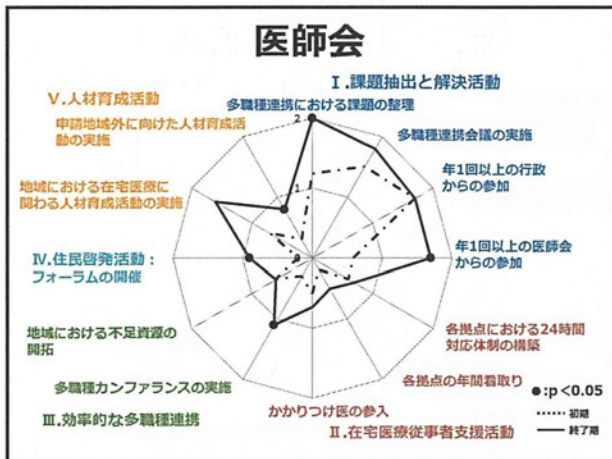 医師会
Ⅰ.課題抽出と解決活動
多職種連携における課題の整理
多職種連携会議の実施
年1回以上の行政
からの参加
年1回以上の医師会
からの参加
各拠点における24時間
対応体制の構築
各拠点の年間看取り
かかりつけ医の参入
Ⅱ.在宅医療従事者支援活動
多職種カンファランスの実施
Ⅲ.効率的な多職種連携
地域における不足資源の
開拓
Ⅳ.住民啓発活動：
フォーラムの開催
地域における在宅医療に
関わる人材育成活動の実施
Ⅴ.人材育成活動
申請地域外に向けた人材育成活
動の実施
2
1
●:p<0.05
初期
終了期